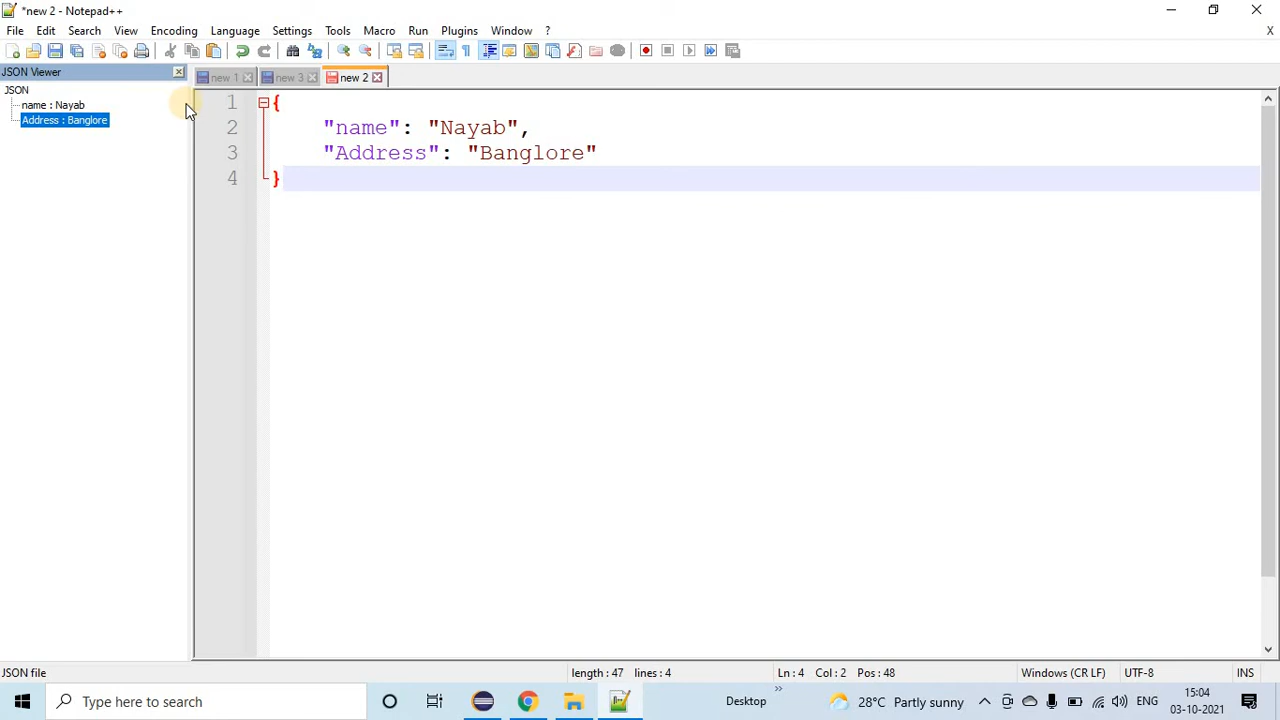 *new 2 - Notepad++
File Edit Search View Encoding Language Settings Tools Macro Run Plugins Window ? X
JSON Viewer
new 1 new 3 new 2
JSON
name : Nayab
Address : Banglore
1 {
2 "name": "Nayab",
3 "Address": "Banglore"
4 }
JSON file length : 47 lines : 4 Ln : 4 Col : 2 Pos : 48 Windows (CR LF) UTF-8 INS
Type here to search Desktop » 28°C Partly sunny ENG 15:04
03-10-2021